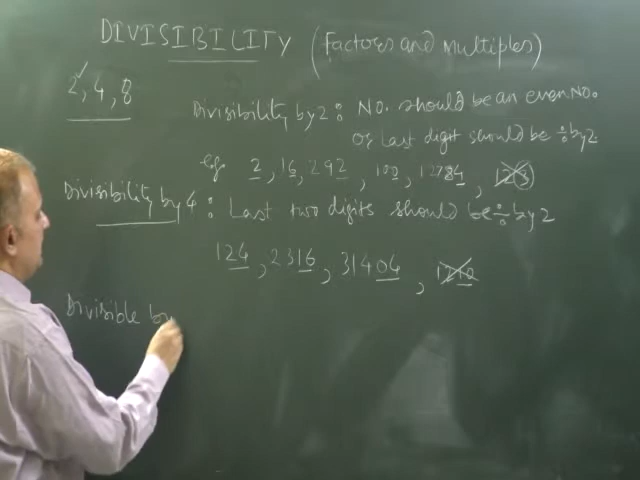 DIVISIBILITY (Factors and multiples)
2, 4, 8
Divisibility by 2 : No. should be an even No.
or last digit should be ÷ by 2
eg. 2, 16, 292, 100, 12784, 123
Divisibility by 4 : Last two digits should be ÷ by 2
124, 2316, 31404,
Divisible by